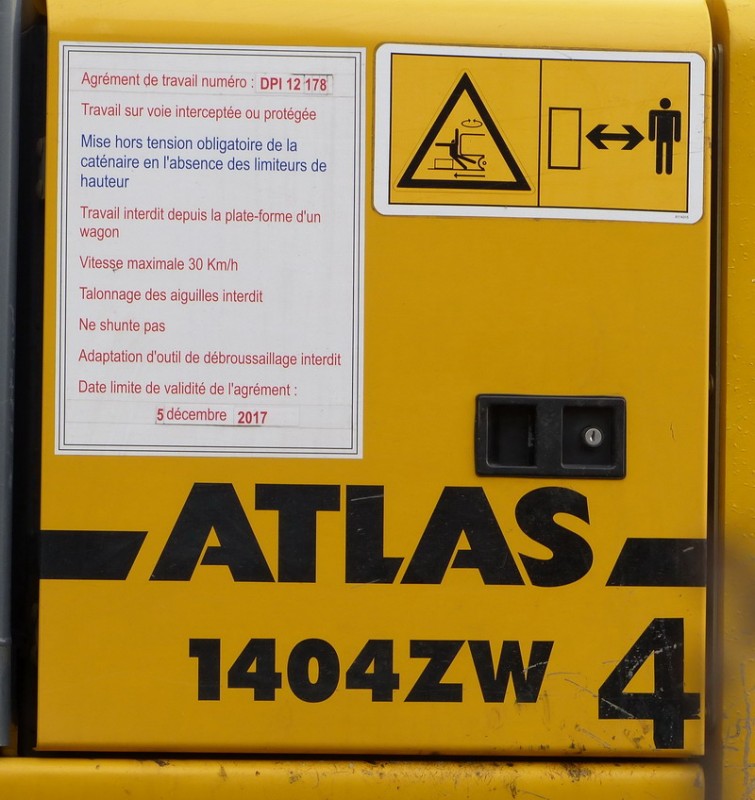 Agrément de travail numéro : DPI 12 178
Travail sur voie interceptée ou protégée
Mise hors tension obligatoire de la
caténaire en l'absence des limiteurs de
hauteur
Travail interdit depuis la plate-forme d'un
wagon
Vitesse maximale 30 Km/h
Talonnage des aiguilles interdit
Ne shunte pas
Adaptation d'outil de débroussaillage interdit
Date limite de validité de l'agrément :
5 décembre 2017
ATLAS
1404ZW 4